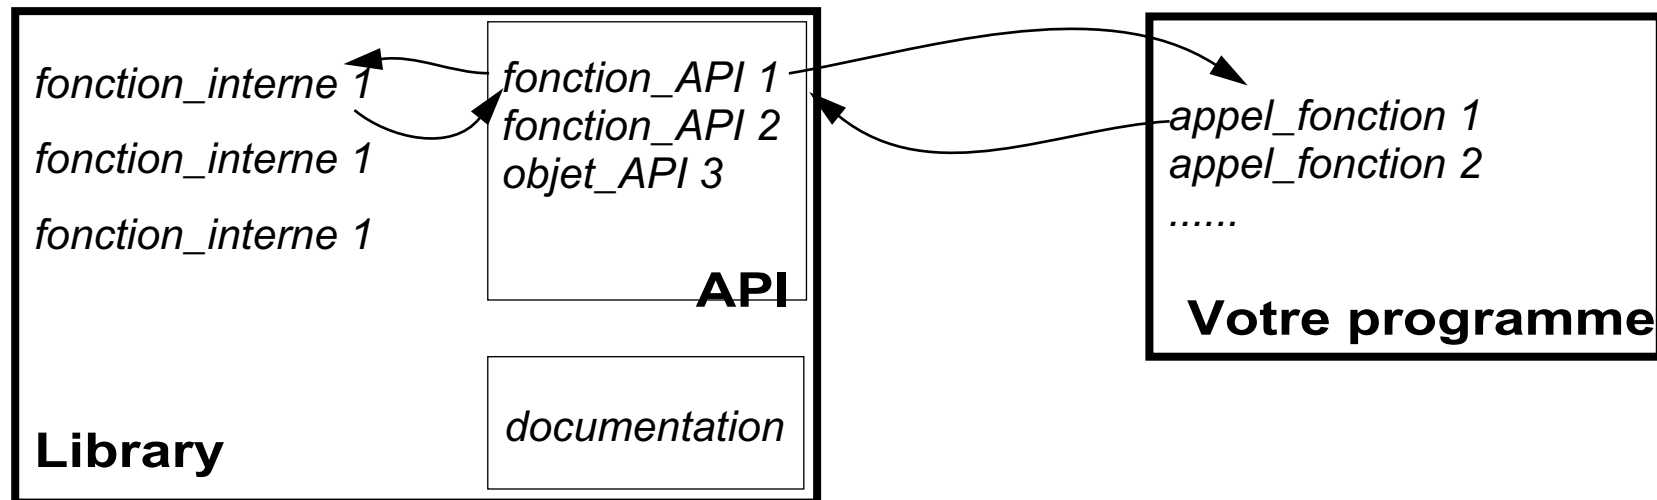 fonction_interne 1
fonction_interne 1
fonction_interne 1
Library
fonction_API 1
fonction_API 2
objet_API 3
API
documentation
appel_fonction 1
appel_fonction 2
......
Votre programme